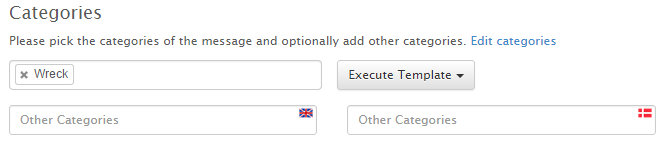 Categories
Please pick the categories of the message and optionally add other categories. Edit categories
× Wreck Execute Template
Other Categories Other Categories